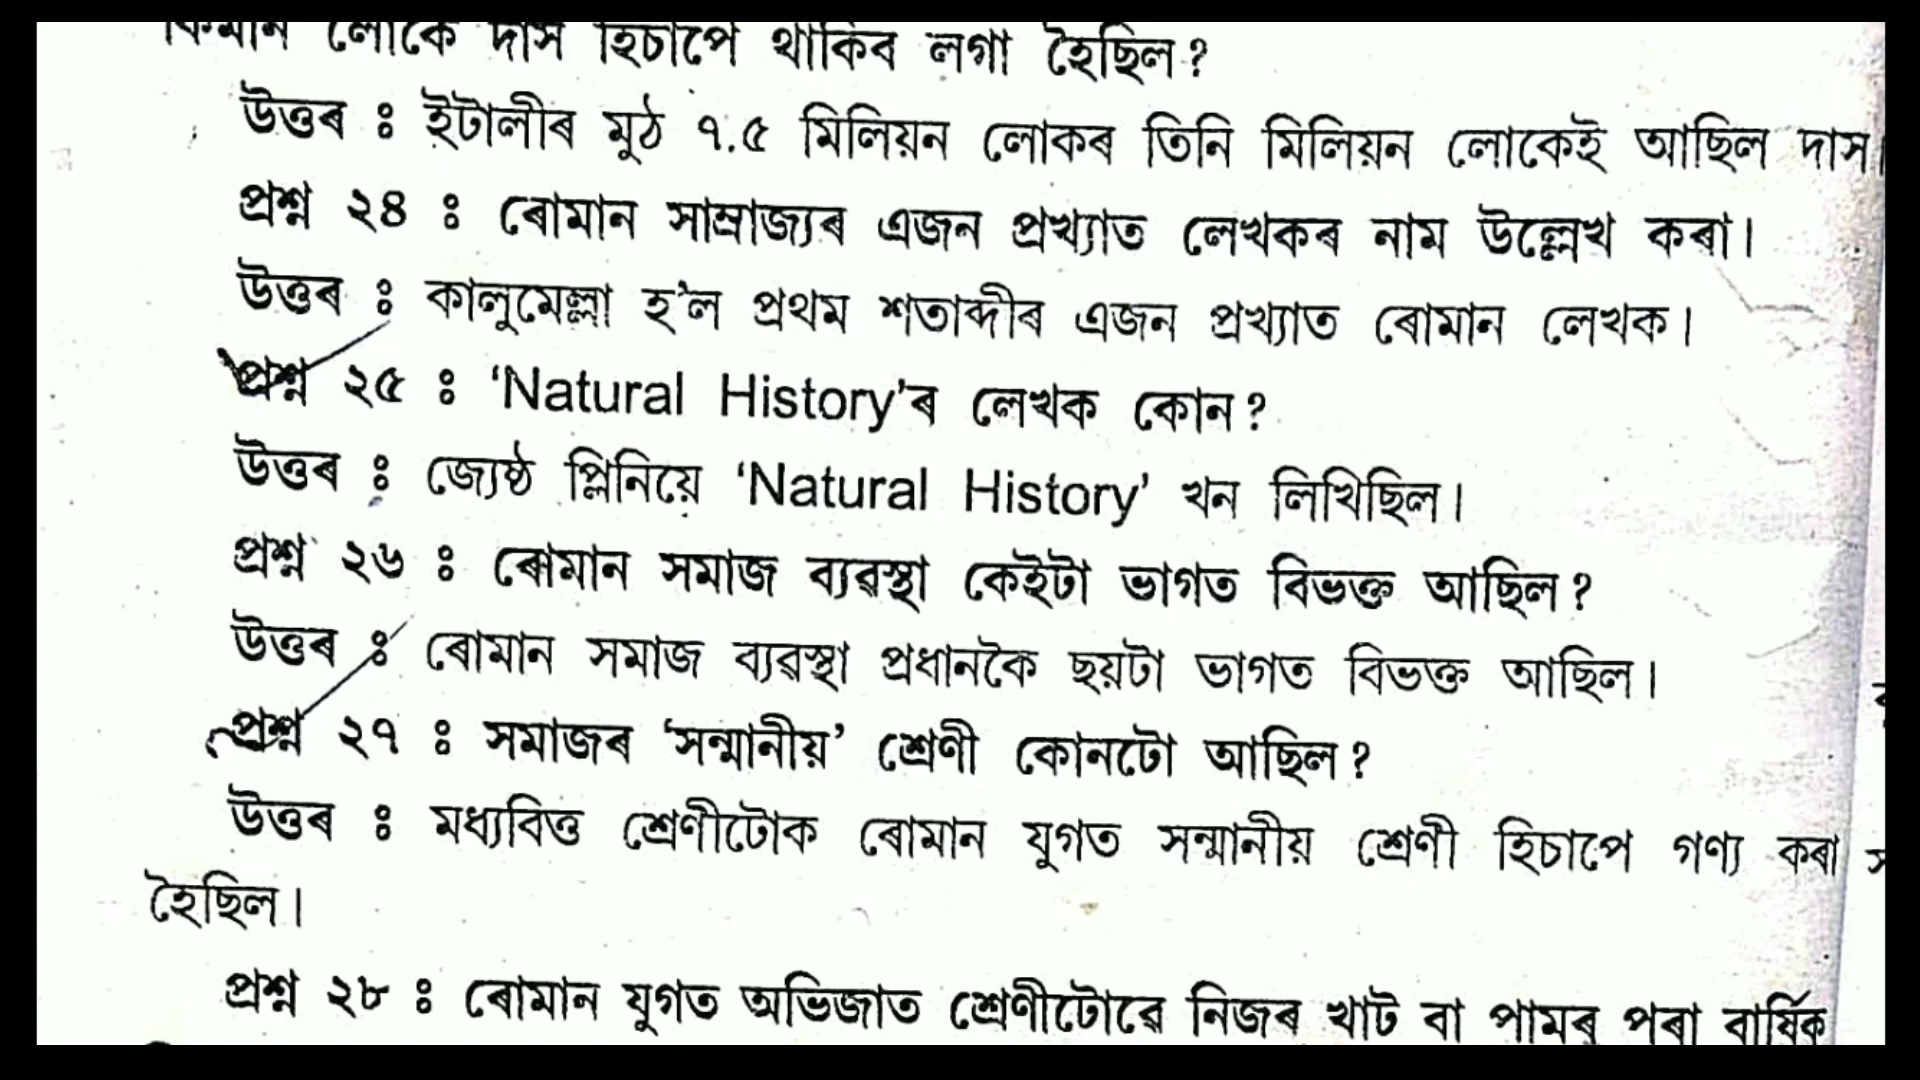 কিমান লোকে দাস হিচাপে থাকিব লগা হৈছিল?
উত্তৰ ঃ ইটালীৰ মুঠ ৭.৫ মিলিয়ন লোকৰ তিনি মিলিয়ন লোকেই আছিল দাস।
প্ৰশ্ন ২৪ ঃ ৰোমান সাম্ৰাজ্যৰ এজন প্ৰখ্যাত লেখকৰ নাম উল্লেখ কৰা।
উত্তৰ ঃ কালুমেল্লা হ'ল প্ৰথম শতাব্দীৰ এজন প্ৰখ্যাত ৰোমান লেখক।
প্ৰশ্ন ২৫ ঃ ‘Natural History’ৰ লেখক কোন?
উত্তৰ ঃ জ্যেষ্ঠ প্লিনিয়ে ‘Natural History’ খন লিখিছিল।
প্ৰশ্ন ২৬ ঃ ৰোমান সমাজ ব্যৱস্থা কেইটা ভাগত বিভক্ত আছিল?
উত্তৰ ঃ ৰোমান সমাজ ব্যৱস্থা প্ৰধানকৈ ছয়টা ভাগত বিভক্ত আছিল।
প্ৰশ্ন ২৭ ঃ সমাজৰ ‘সন্মানীয়’ শ্ৰেণী কোনটো আছিল?
উত্তৰ ঃ মধ্যবিত্ত শ্ৰেণীটোক ৰোমান যুগত সন্মানীয় শ্ৰেণী হিচাপে গণ্য কৰা
হৈছিল।
প্ৰশ্ন ২৮ ঃ ৰোমান যুগত অভিজাত শ্ৰেণীটোৱে নিজৰ খাট বা পামৰ পৰা বাৰ্ষিক